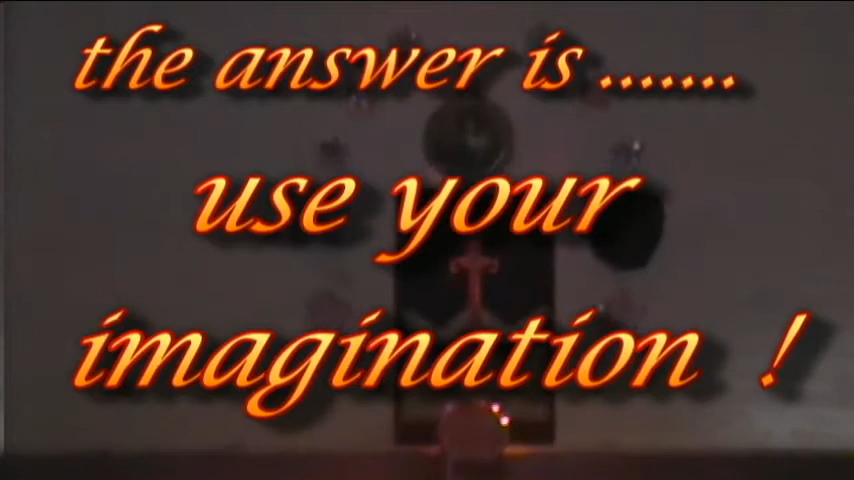 the answer is .......
use your
imagination !